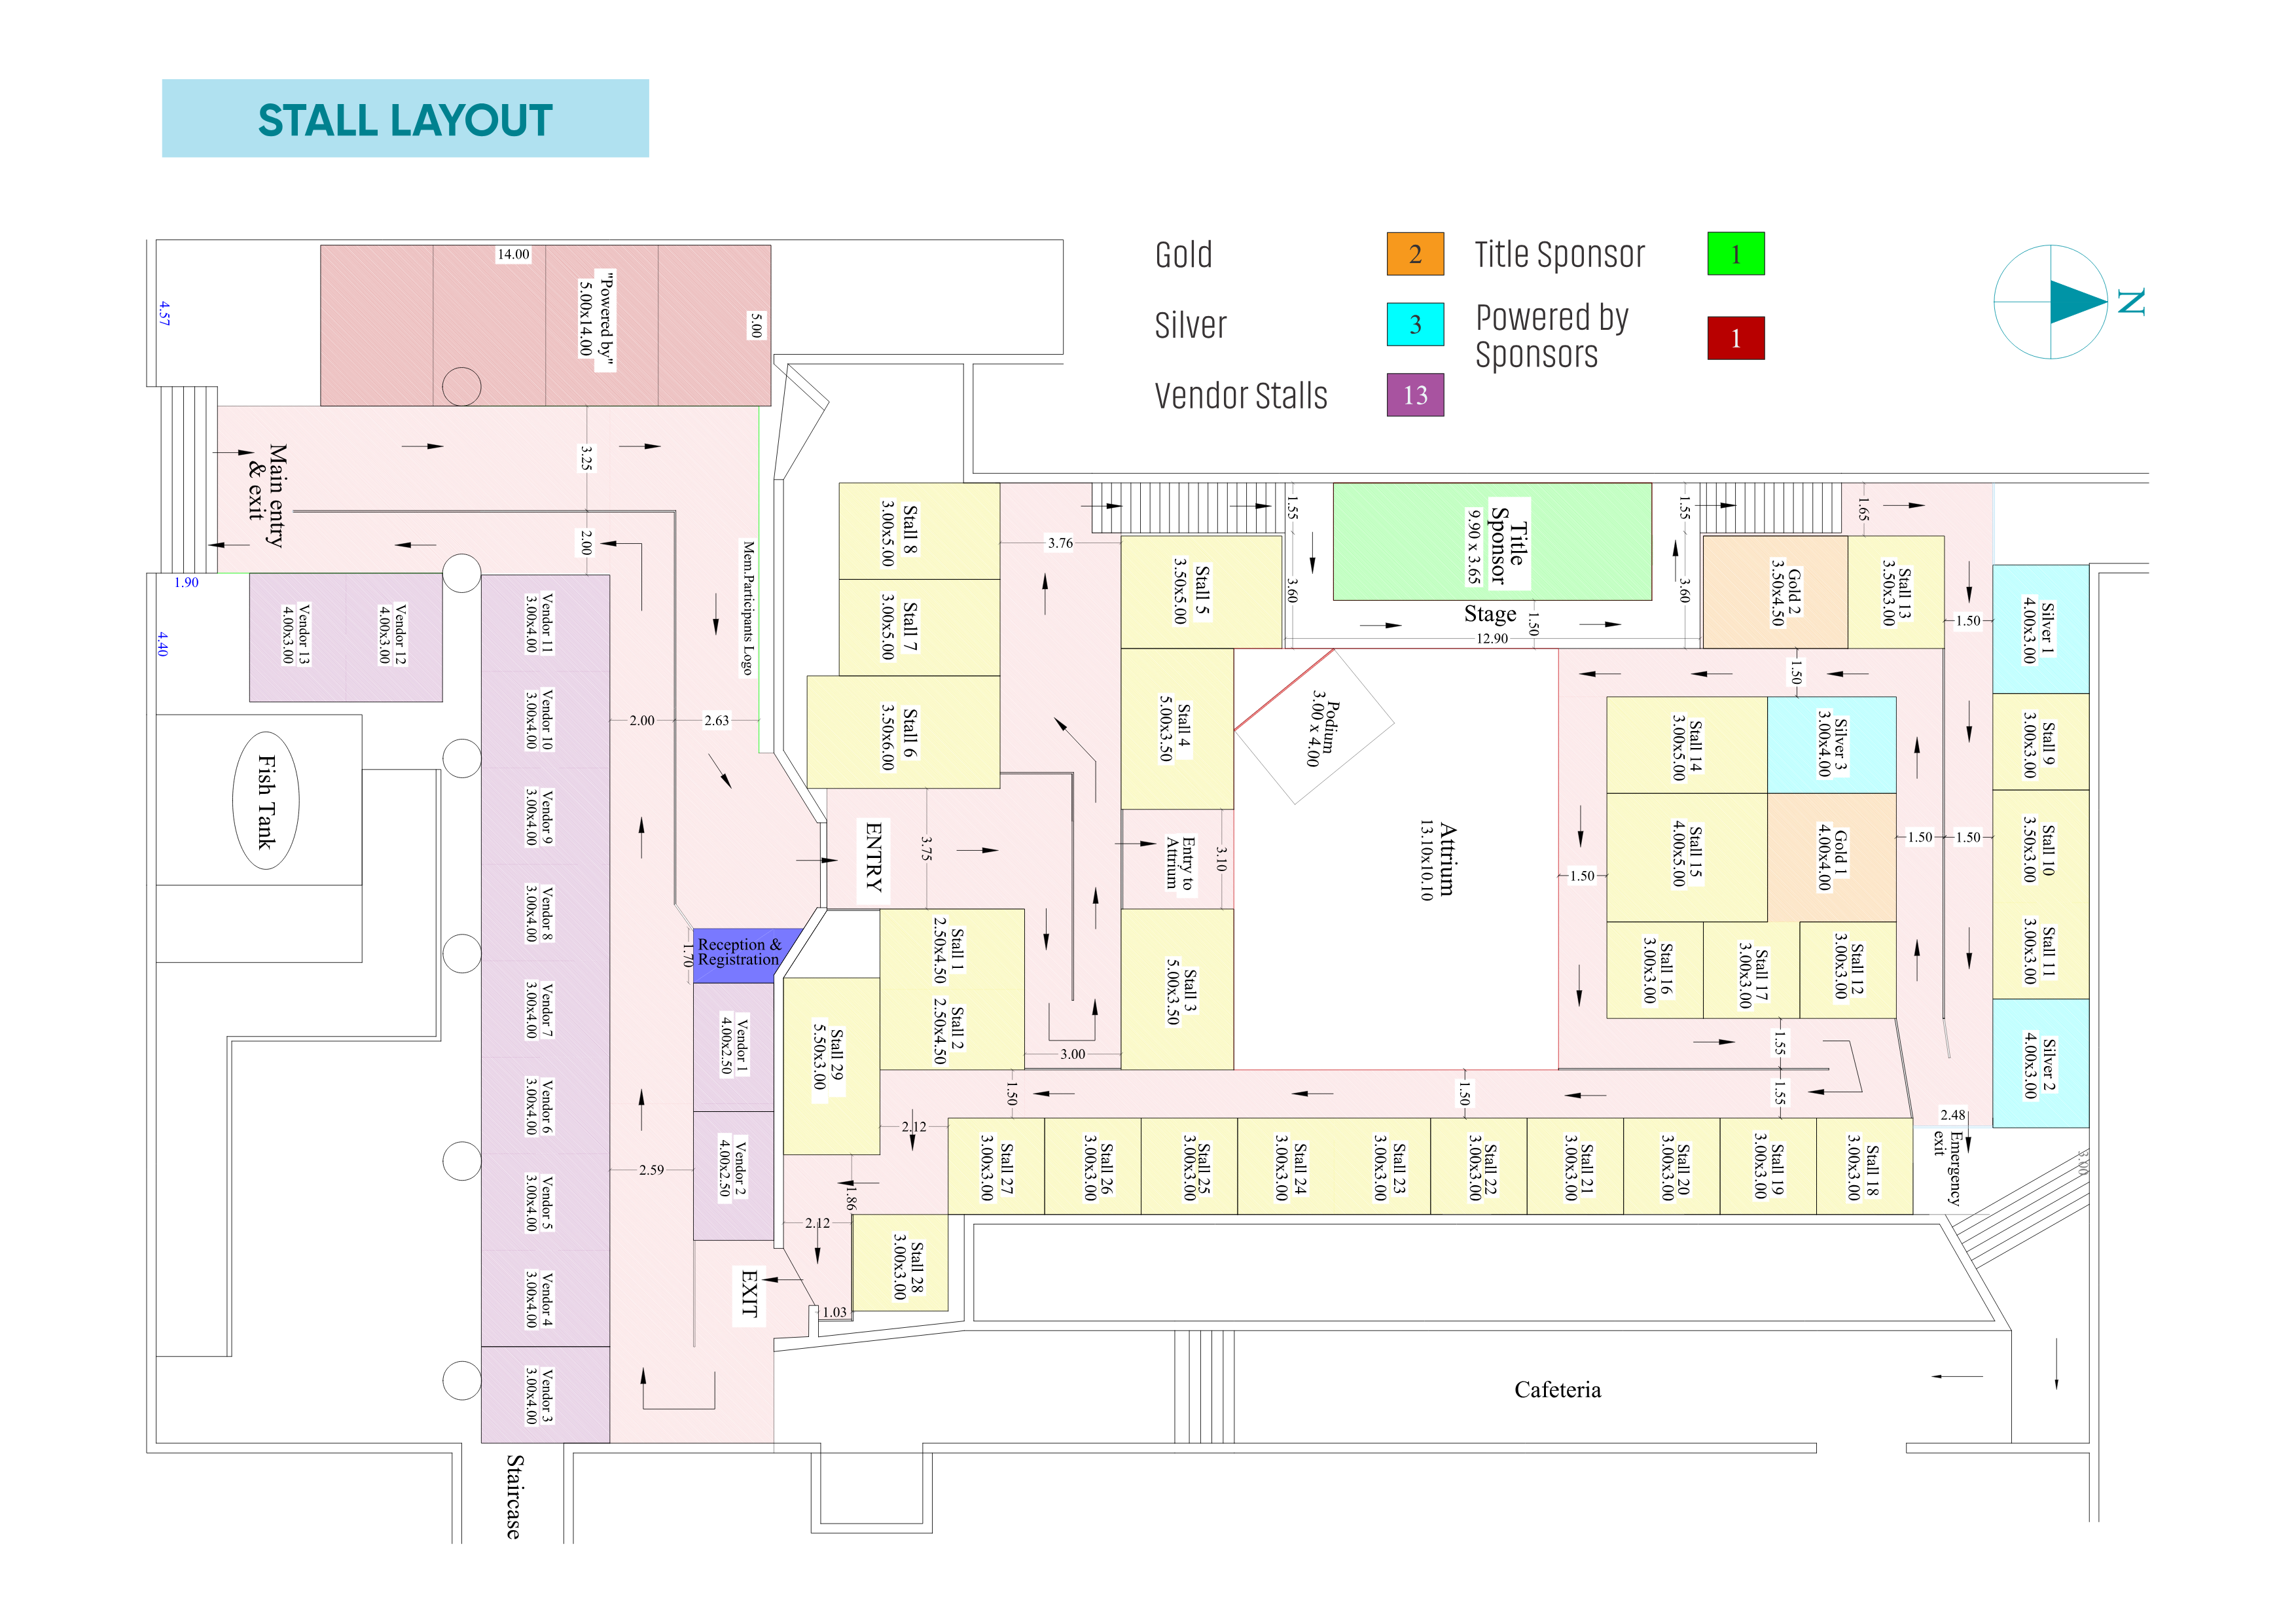 STALL LAYOUT
Gold
2
Title Sponsor
1
Silver
3
Powered by
Sponsors
1
Vendor Stalls
13
N
14.00
"Powered by"
5.00x14.00
5.00
4.57
Main entry
& exit
3.25
2.00
1.90
4.40
Mem.Participants Logo
Vendor 13
4.00x3.00
Vendor 12
4.00x3.00
Vendor 11
3.00x4.00
Vendor 10
3.00x4.00
Vendor 9
3.00x4.00
Vendor 8
3.00x4.00
Vendor 7
3.00x4.00
Vendor 6
3.00x4.00
Vendor 5
3.00x4.00
Vendor 4
3.00x4.00
Vendor 3
3.00x4.00
Fish Tank
Staircase
2.00
2.63
2.59
Reception &
Registration
1.70
Vendor 1
4.00x2.50
Vendor 2
4.00x2.50
EXIT
ENTRY
3.75
Stall 8
3.00x5.00
Stall 7
3.00x5.00
Stall 6
3.50x6.00
3.76
Stall 5
3.50x5.00
Stall 4
5.00x3.50
Entry to
Attrium
3.10
Stall 3
5.00x3.50
Stall 1
2.50x4.50
Stall 2
2.50x4.50
3.00
Stall 29
5.50x3.00
2.12
1.86
2.12
1.03
Stall 28
3.00x3.00
1.50
1.55
3.60
Title
Sponsor
9.90 x 3.65
Stage
1.50
12.90
1.55
3.60
Podium
3.00 x 4.00
Attrium
13.10x10.10
1.50
1.65
Gold 2
3.50x4.50
Stall 13
3.50x3.00
1.50
1.50
Silver 1
4.00x3.00
Stall 9
3.00x3.00
Stall 10
3.50x3.00
Stall 11
3.00x3.00
Silver 2
4.00x3.00
Stall 14
3.00x5.00
Silver 3
3.00x4.00
Stall 15
4.00x5.00
Gold 1
4.00x4.00
1.50
1.50
Stall 16
3.00x3.00
Stall 17
3.00x3.00
Stall 12
3.00x3.00
1.55
1.55
1.50
2.48
Emergency
exit
3.00
Stall 27
3.00x3.00
Stall 26
3.00x3.00
Stall 25
3.00x3.00
Stall 24
3.00x3.00
Stall 23
3.00x3.00
Stall 22
3.00x3.00
Stall 21
3.00x3.00
Stall 20
3.00x3.00
Stall 19
3.00x3.00
Stall 18
3.00x3.00
Cafeteria